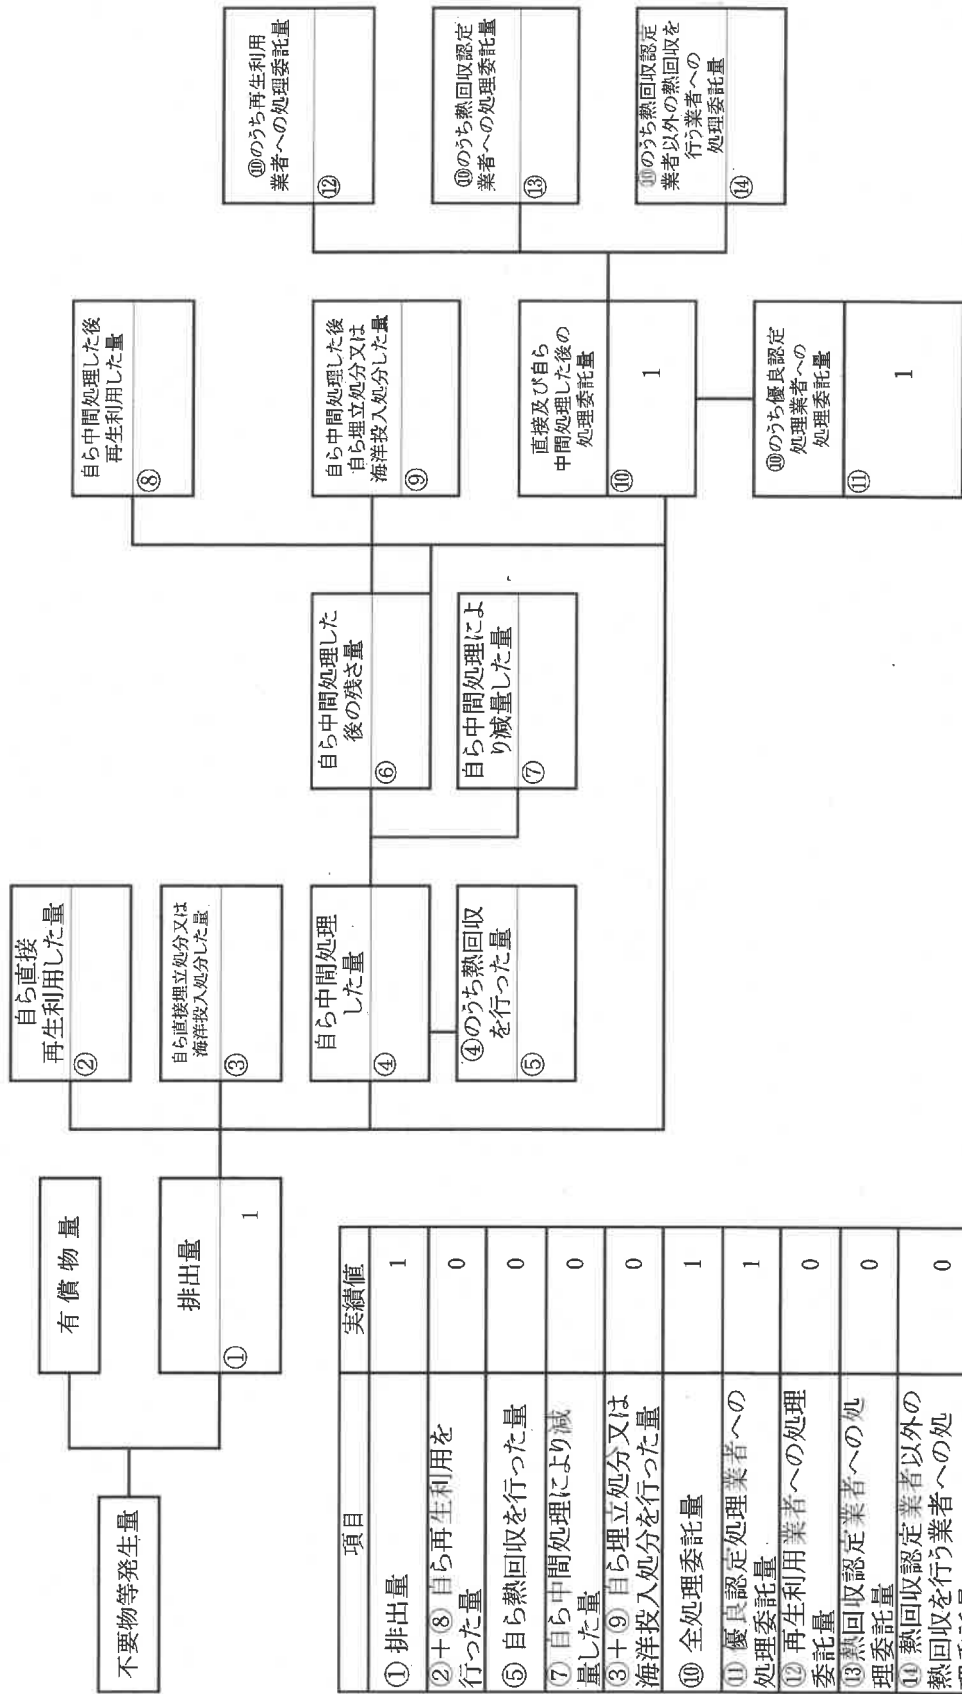 不要物等発生量
有 償 物 量
排出量
①
1
自ら直接
再生利用した量
②
自ら直接埋立処分又は
海洋投入処分した量
③
自ら中間処理
した量
④
④のうち熱回収
を行った量
⑤
自ら中間処理した
後の残さ量
⑥
自ら中間処理によ
り減量した量
⑦
自ら中間処理した後
再生利用した量
⑧
自ら中間処理した後
自ら埋立処分又は
海洋投入処分した量
⑨
直接及び自ら
中間処理した後の
処理委託量
⑩
1
⑩のうち優良認定
処理業者への
処理委託量
⑪
1
⑩のうち再生利用
業者への処理委託量
⑫
⑩のうち熱回収認定
業者への処理委託量
⑬
⑩のうち熱回収認定
業者以外の熱回収を
行う業者への
処理委託量
⑭
項目 実績値
① 排出量 1
②+⑧ 自ら再生利用を
行った量 0
⑤ 自ら熱回収を行った量 0
⑦ 自ら中間処理により減
量した量 0
③+⑨ 自ら埋立処分又は
海洋投入処分を行った量 0
⑩ 全処理委託量 1
⑪ 優良認定処理業者への
処理委託量 1
⑫ 再生利用業者への処理
委託量 0
⑬熱回収認定業者への処
理委託量 0
⑭ 熱回収認定業者以外の
熱回収を行う業者への処 0